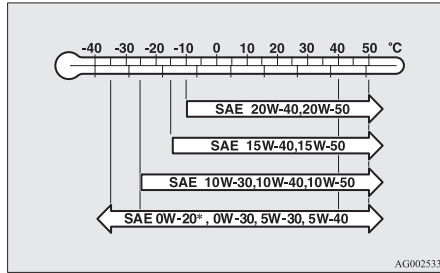 -40 -30 -20 -10 0 10 20 30 40 50 °C
SAE 20W-40,20W-50
SAE 15W-40,15W-50
SAE 10W-30,10W-40,10W-50
SAE 0W-20*, 0W-30, 5W-30, 5W-40
AG002533